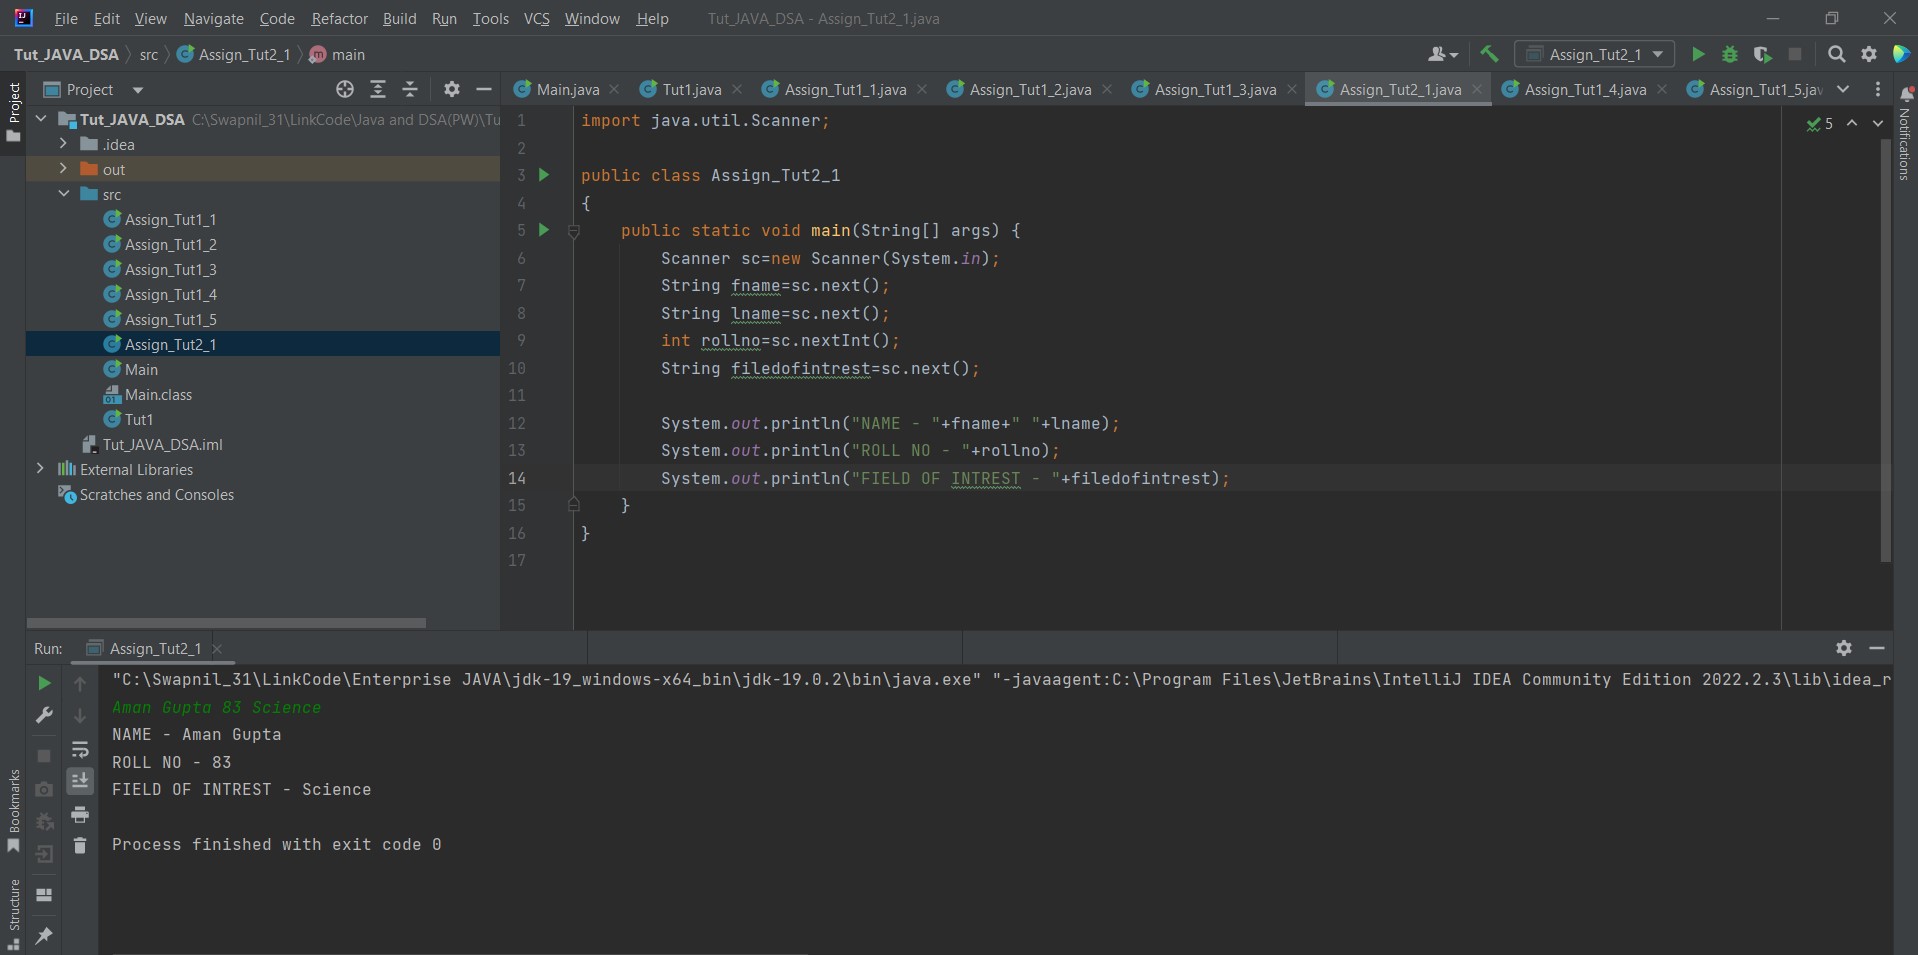 File Edit View Navigate Code Refactor Build Run Tools VCS Window Help Tut_JAVA_DSA - Assign_Tut2_1.java
Tut_JAVA_DSA src Assign_Tut2_1 m main Assign_Tut2_1
Project Main.java Tut1.java Assign_Tut1_1.java Assign_Tut1_2.java Assign_Tut1_3.java Assign_Tut2_1.java Assign_Tut1_4.java Assign_Tut1_5.jav
Project
Notifications
Tut_JAVA_DSA C:\Swapnil_31\LinkCode\Java and DSA(PW)\Tu
.idea
out
src
Assign_Tut1_1
Assign_Tut1_2
Assign_Tut1_3
Assign_Tut1_4
Assign_Tut1_5
Assign_Tut2_1
Main
Main.class
Tut1
Tut_JAVA_DSA.iml
External Libraries
Scratches and Consoles
5
1 import java.util.Scanner;
2
3 public class Assign_Tut2_1
4 {
5 public static void main(String[] args) {
6 Scanner sc=new Scanner(System.in);
7 String fname=sc.next();
8 String lname=sc.next();
9 int rollno=sc.nextInt();
10 String filedofintrest=sc.next();
11
12 System.out.println("NAME - "+fname+" "+lname);
13 System.out.println("ROLL NO - "+rollno);
14 System.out.println("FIELD OF INTREST - "+filedofintrest);
15 }
16 }
17
Run: Assign_Tut2_1
"C:\Swapnil_31\LinkCode\Enterprise JAVA\jdk-19_windows-x64_bin\jdk-19.0.2\bin\java.exe" "-javaagent:C:\Program Files\JetBrains\IntelliJ IDEA Community Edition 2022.2.3\lib\idea_r
Aman Gupta 83 Science
NAME - Aman Gupta
ROLL NO - 83
FIELD OF INTREST - Science
Process finished with exit code 0
Bookmarks
Structure